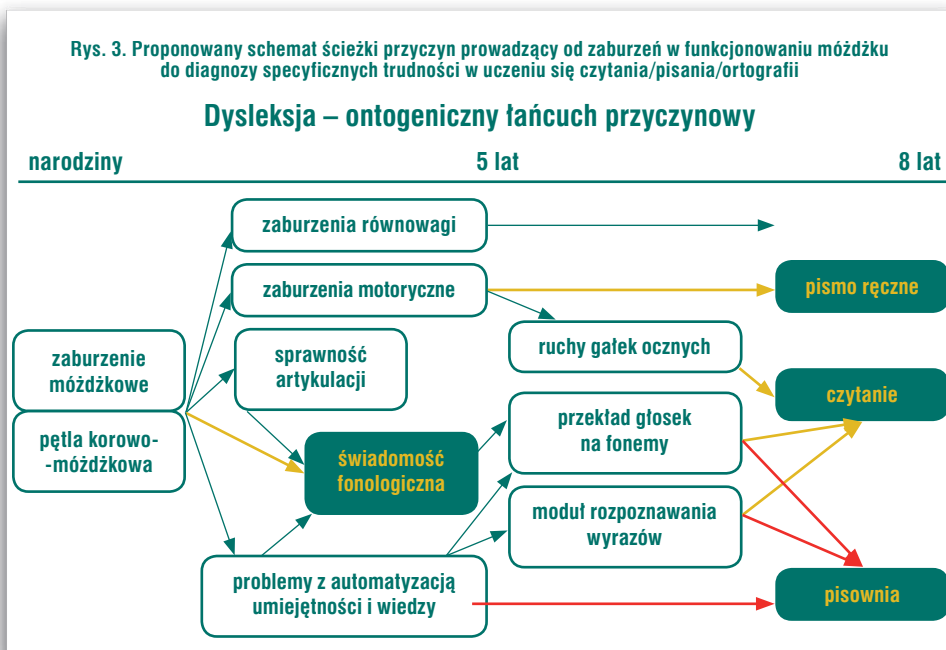 Rys. 3. Proponowany schemat ścieżki przyczyn prowadzący od zaburzeń w funkcjonowaniu móżdżku
do diagnozy specyficznych trudności w uczeniu się czytania/pisania/ortografii
Dysleksja – ontogeniczny łańcuch przyczynowy
narodziny
5 lat
8 lat
zaburzenia równowagi
zaburzenia motoryczne
pismo ręczne
zaburzenie
móżdżkowe
sprawność
artykulacji
ruchy gałek ocznych
czytanie
pętla korowo-
-móżdżkowa
świadomość
fonologiczna
przekład głosek
na fonemy
moduł rozpoznawania
wyrazów
problemy z automatyzacją
umiejętności i wiedzy
pisownia